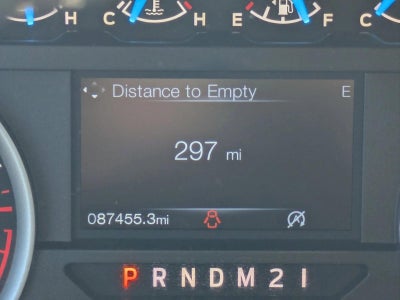 H C H E F C
Distance to Empty E
297 mi
087455.3mi
P R N D M 2 1